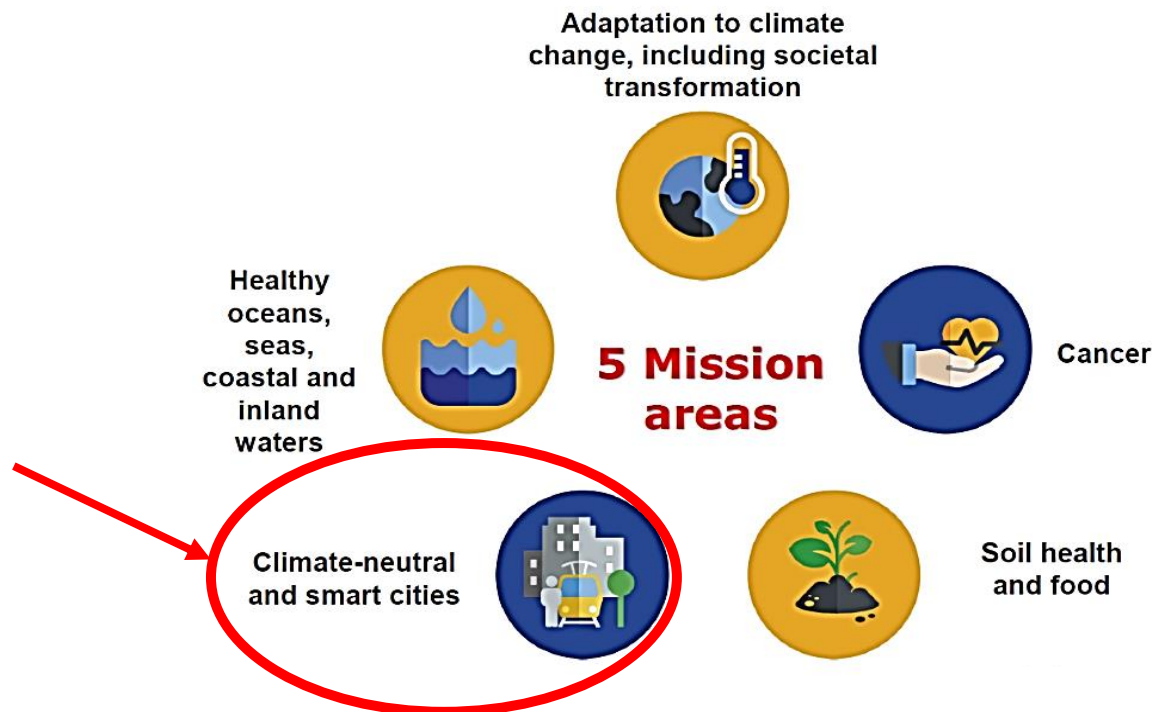 Adaptation to climate
change, including societal
transformation
Healthy
oceans,
seas,
coastal and
inland
waters
5 Mission
areas
Cancer
Climate-neutral
and smart cities
Soil health
and food